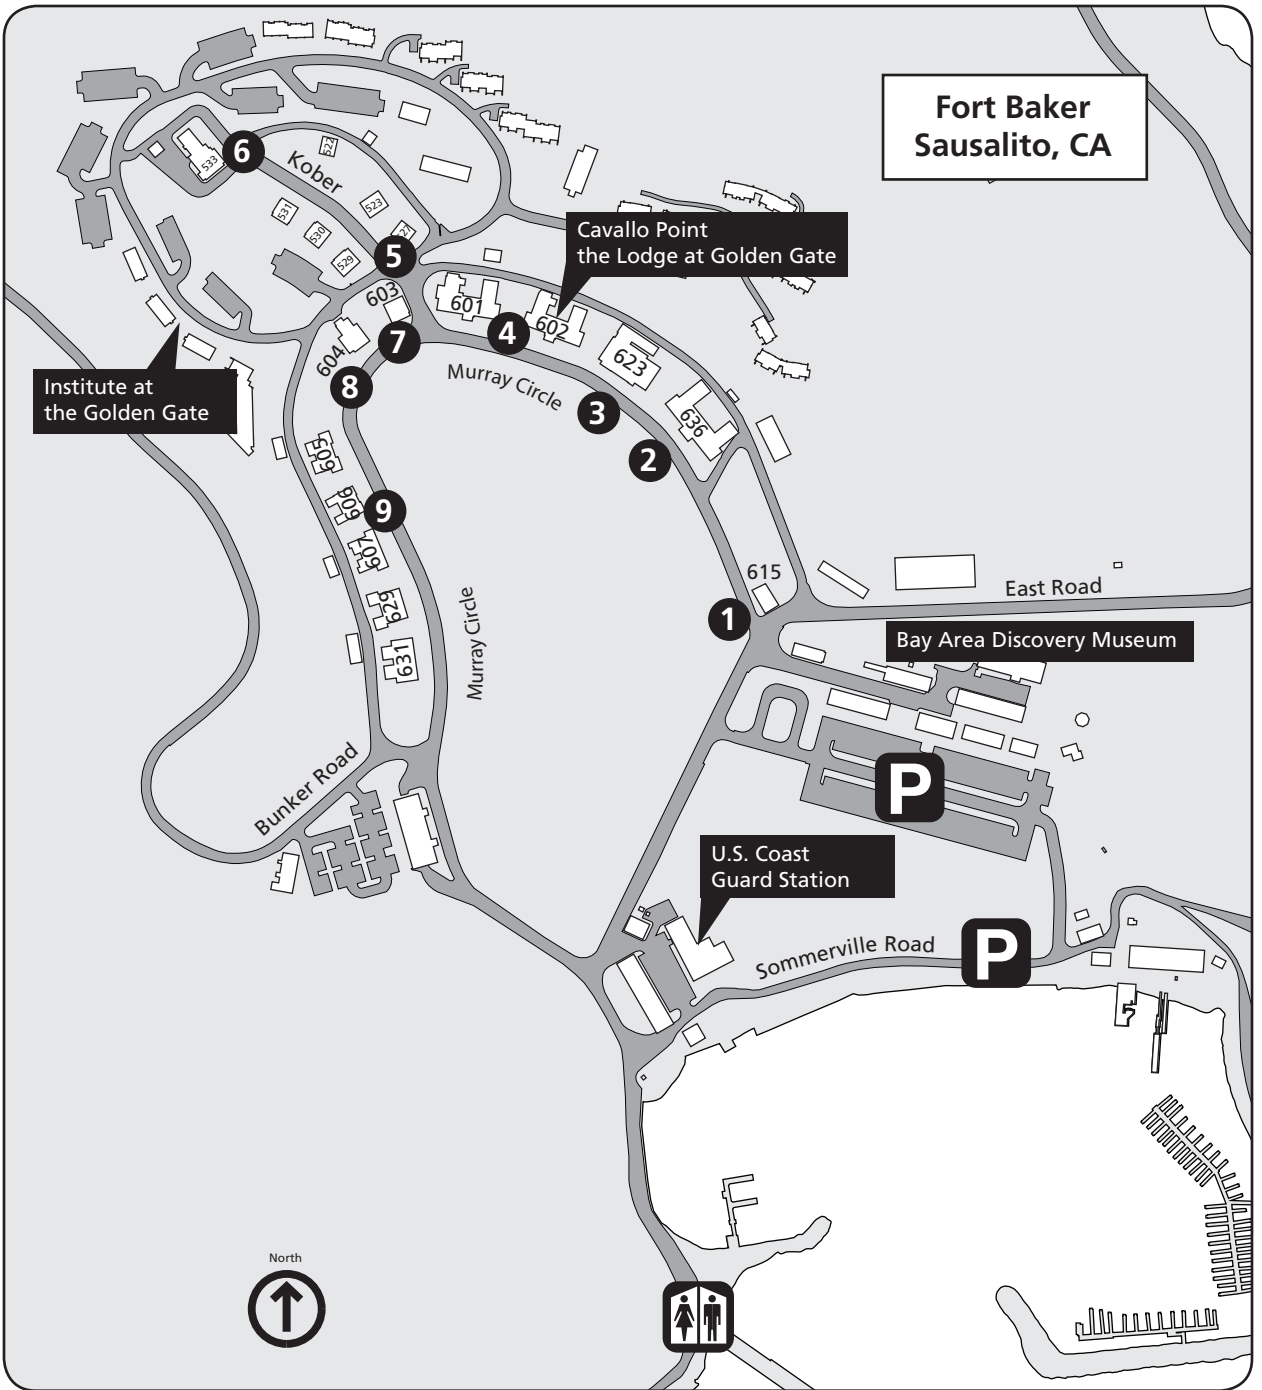 Fort Baker
Sausalito, CA
6
Kober
533
522
523
531
530
529
527
5
Cavallo Point
the Lodge at Golden Gate
603
601
602
4
604
7
623
Institute at
the Golden Gate
8
Murray Circle
3
636
2
605
606
9
607
615
East Road
629
1
Bay Area Discovery Museum
631
Murray Circle
Bunker Road
P
U.S. Coast
Guard Station
Sommerville Road
P
North